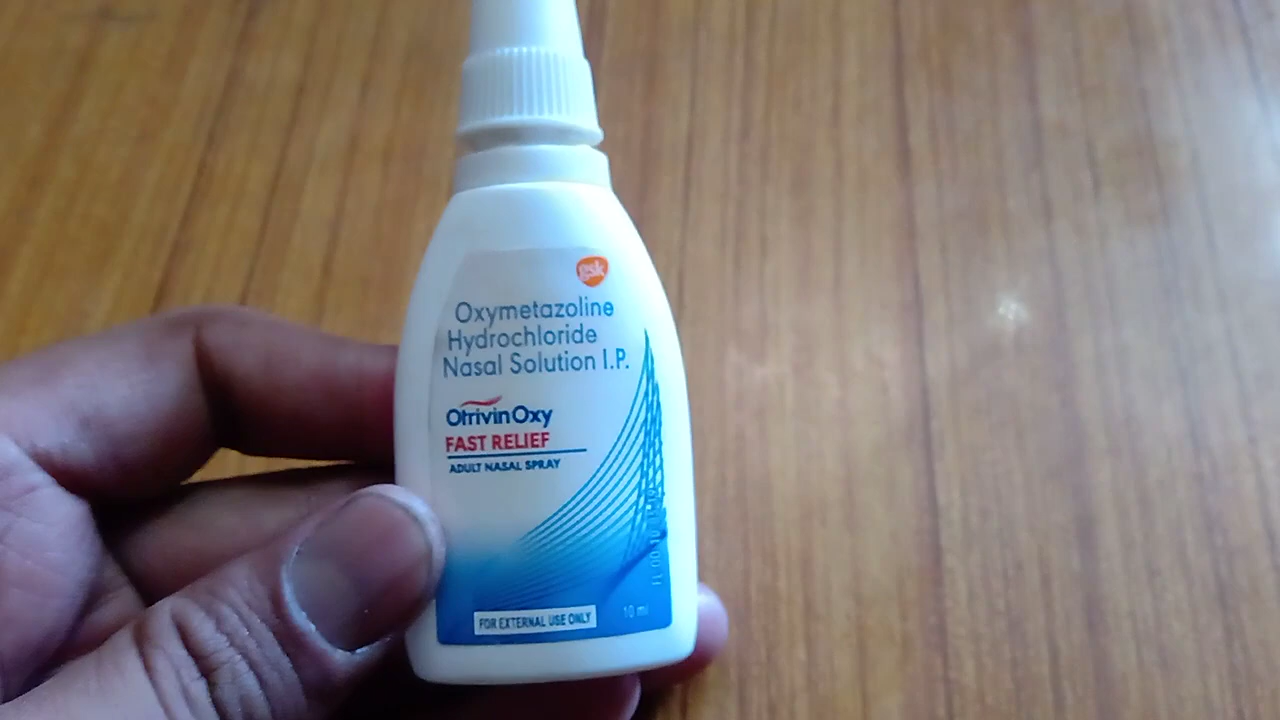 gsk
Oxymetazoline
Hydrochloride
Nasal Solution I.P.
Otrivin Oxy
FAST RELIEF
ADULT NASAL SPRAY
FOR EXTERNAL USE ONLY
10 ml